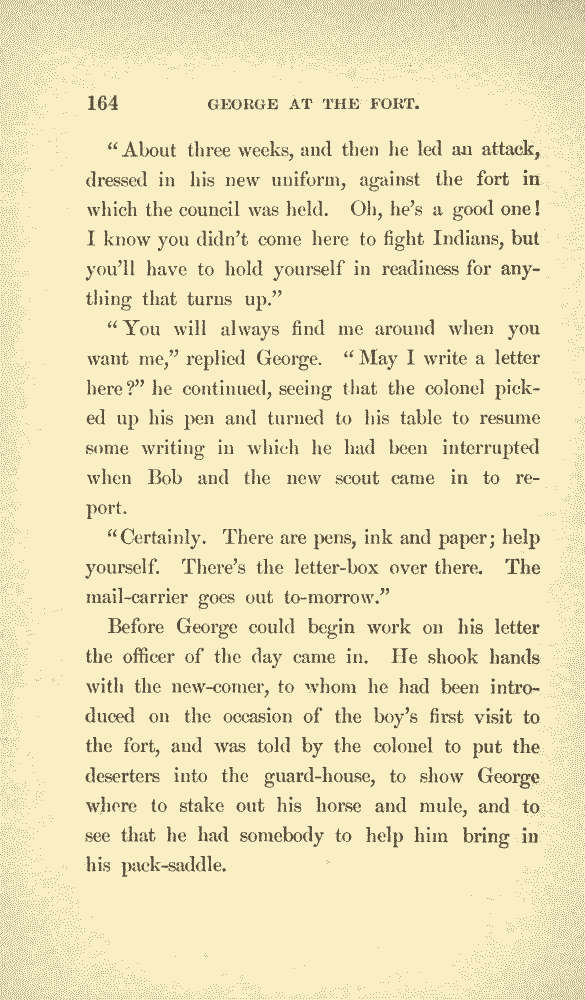 164 GEORGE AT THE FORT.
“About three weeks, and then he led an attack,
dressed in his new uniform, against the fort in
which the council was held. Oh, he’s a good one!
I know you didn’t come here to fight Indians, but
you’ll have to hold yourself in readiness for any-
thing that turns up.”
“You will always find me around when you
want me,” replied George. “May I write a letter
here?” he continued, seeing that the colonel pick-
ed up his pen and turned to his table to resume
some writing in which he had been interrupted
when Bob and the new scout came in to re-
port.
“Certainly. There are pens, ink and paper; help
yourself. There’s the letter-box over there. The
mail-carrier goes out to-morrow.”
Before George could begin work on his letter
the officer of the day came in. He shook hands
with the new-comer, to whom he had been intro-
duced on the occasion of the boy’s first visit to
the fort, and was told by the colonel to put the
deserters into the guard-house, to show George
where to stake out his horse and mule, and to
see that he had somebody to help him bring in
his pack-saddle.